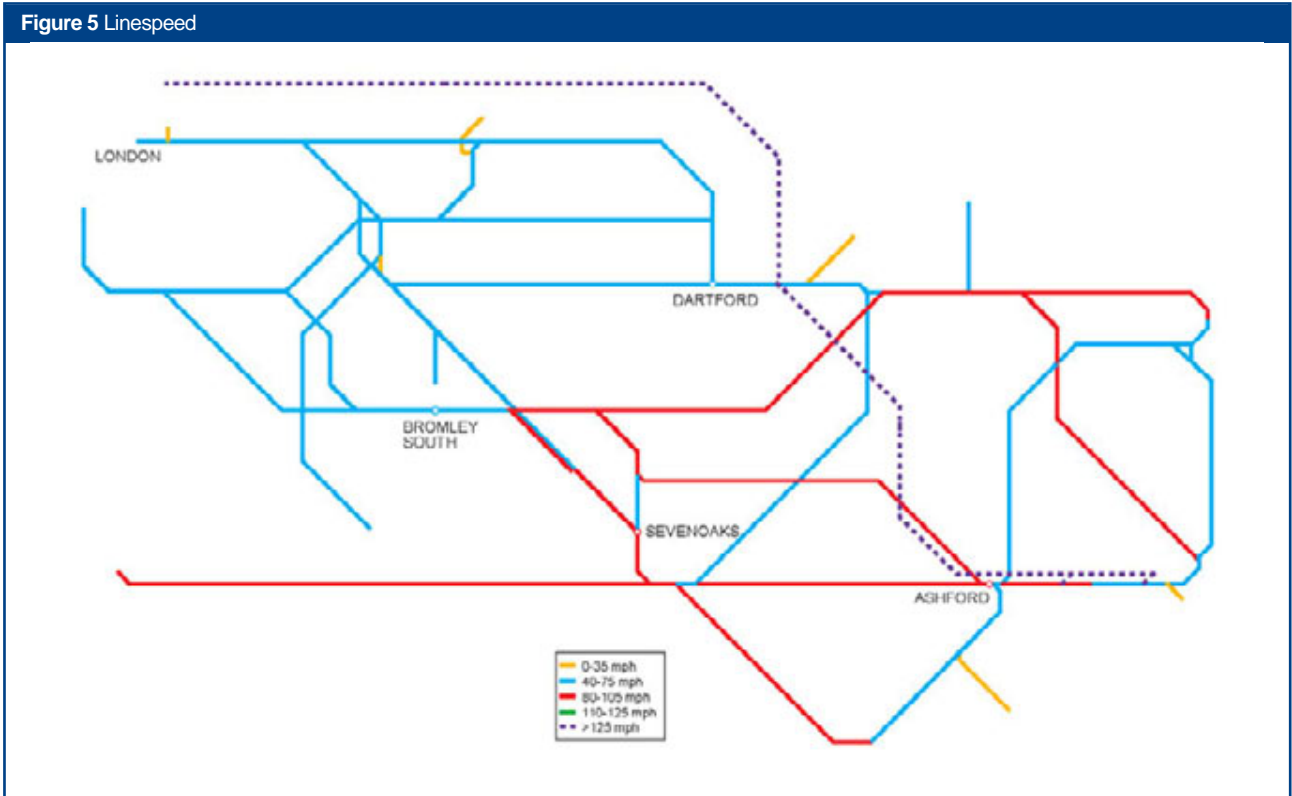 Figure 5 Linespeed
LONDON
DARTFORD
BROMLEY
SOUTH
SEVENOAKS
ASHFORD
0-35 mph
40-75 mph
80-105 mph
110-125 mph
>125 mph